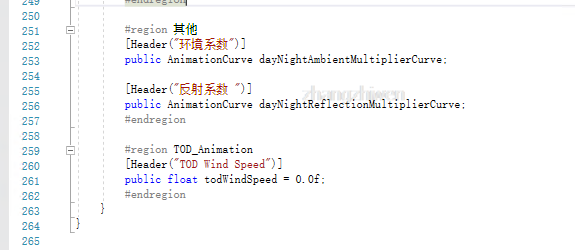 249 #endregion
250
251 #region 其他
252 [Header("环境系数")]
253 public AnimationCurve dayNightAmbientMultiplierCurve;
254
255 [Header("反射系数 ")]
256 public AnimationCurve dayNightReflectionMultiplierCurve;
257 #endregion
258
259 #region TOD_Animation
260 [Header("TOD Wind Speed")]
261 public float todWindSpeed = 0.0f;
262 #endregion
263 }
264 }
265